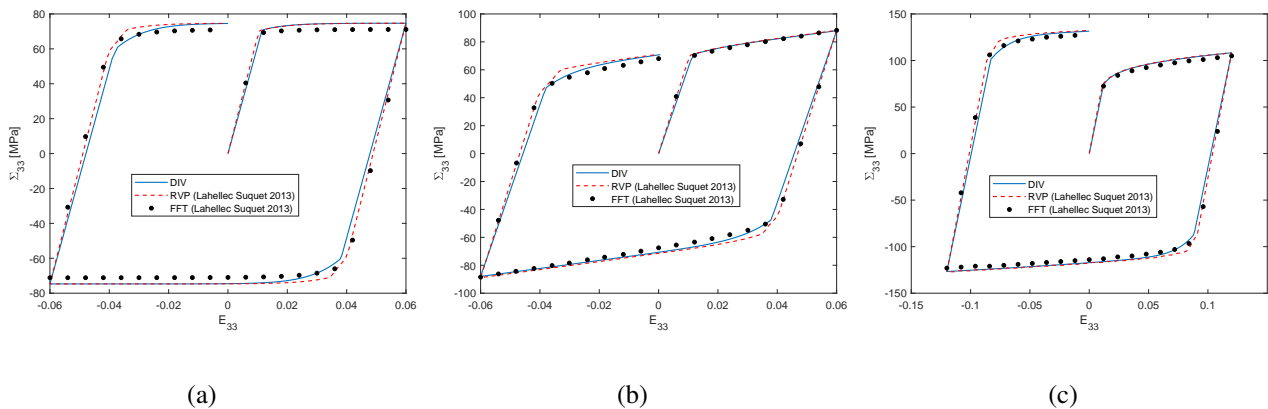 80
60
40
20
0
-20
-40
-60
-80
Σ33 [MPa]
-0.06
-0.04
-0.02
0
0.02
0.04
0.06
E33
DIV
RVP (Lahellec Suquet 2013)
FFT (Lahellec Suquet 2013)
(a)
100
80
60
40
20
0
-20
-40
-60
-80
-100
Σ33 [MPa]
-0.06
-0.04
-0.02
0
0.02
0.04
0.06
E33
DIV
RVP (Lahellec Suquet 2013)
FFT (Lahellec Suquet 2013)
(b)
150
100
50
0
-50
-100
-150
Σ33 [MPa]
-0.1
-0.05
0
0.05
0.1
E33
DIV
RVP (Lahellec Suquet 2013)
FFT (Lahellec Suquet 2013)
(c)